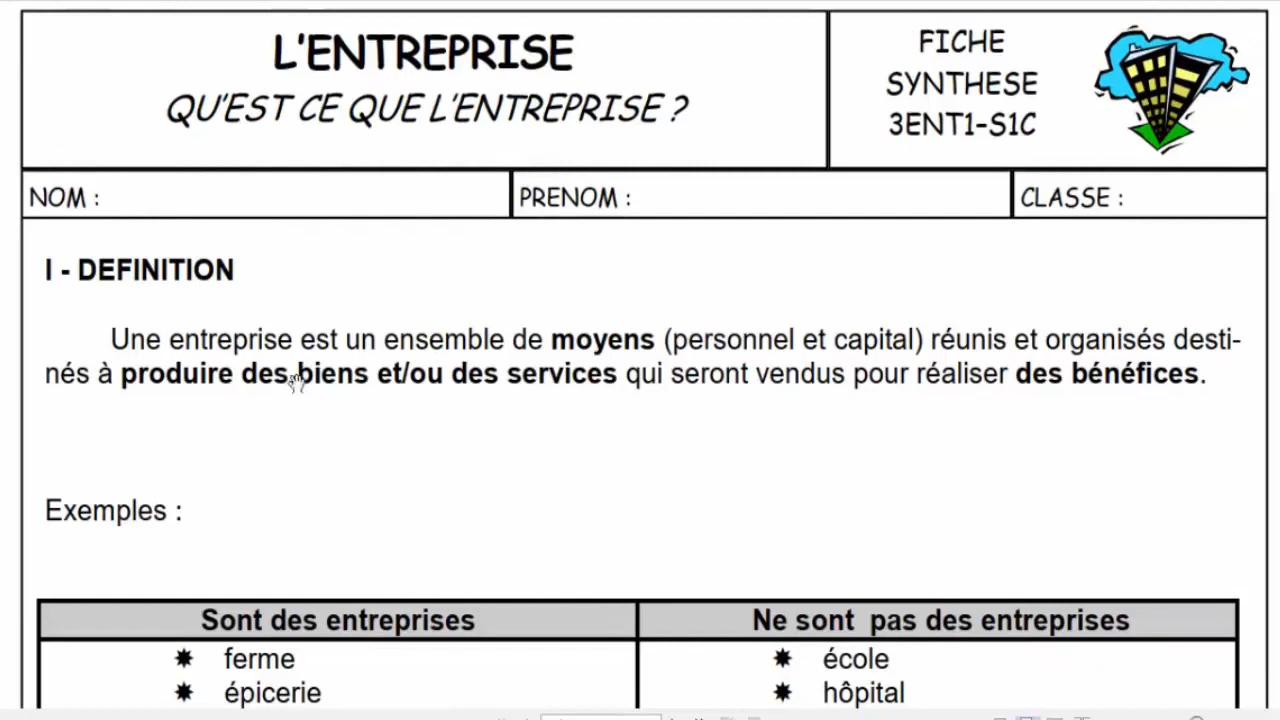 L'ENTREPRISE
QU'EST CE QUE L'ENTREPRISE ?
FICHE
SYNTHESE
3ENT1-S1C
NOM :
PRENOM :
CLASSE :
I - DEFINITION
Une entreprise est un ensemble de moyens (personnel et capital) réunis et organisés desti-
nés à produire des biens et/ou des services qui seront vendus pour réaliser des bénéfices.
Exemples :
Sont des entreprises
Ne sont pas des entreprises
ferme
école
épicerie
hôpital